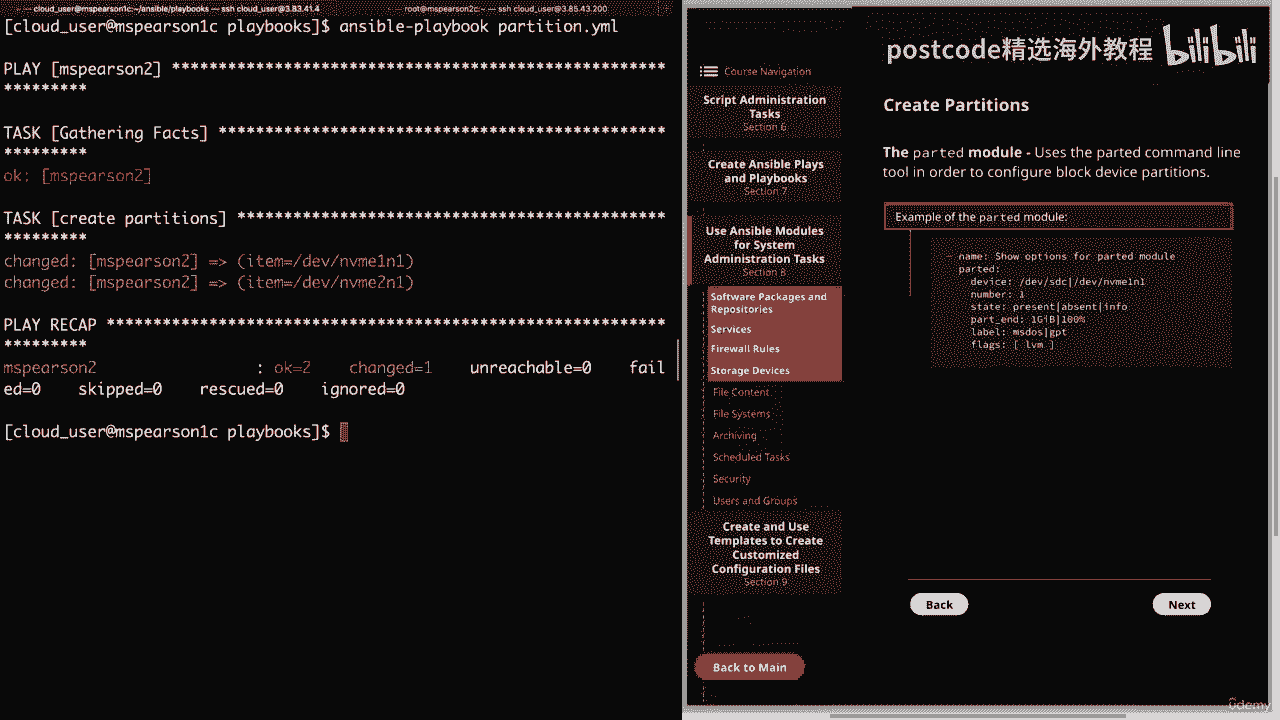 — cloud_user@mspearson1c:~/ansible/playbooks — ssh cloud_user@3.83.41.4
root@mspearson2c:~ — ssh cloud_user@3.85.43.200
[cloud_user@mspearson1c playbooks]$ ansible-playbook partition.yml
PLAY [mspearson2] **********************************************
*********
TASK [Gathering Facts] *****************************************
*********
ok: [mspearson2]
TASK [create partitions] ***************************************
*********
changed: [mspearson2] => (item=/dev/nvme1n1)
changed: [mspearson2] => (item=/dev/nvme2n1)
PLAY RECAP *****************************************************
*********
mspearson2                 : ok=2    changed=1    unreachable=0    fail
ed=0    skipped=0    rescued=0    ignored=0
[cloud_user@mspearson1c playbooks]$
postcode精选海外教程 bilibili
Course Navigation
Script Administration
Tasks
Section 6
Create Ansible Plays
and Playbooks
Section 7
Use Ansible Modules
for System
Administration Tasks
Section 8
Software Packages and
Repositories
Services
Firewall Rules
Storage Devices
File Content
File Systems
Archiving
Scheduled Tasks
Security
Users and Groups
Create and Use
Templates to Create
Customized
Configuration Files
Section 9
Back to Main
Create Partitions
The parted module - Uses the parted command line
tool in order to configure block device partitions.
Example of the parted module:
- name: Show options for parted module
parted:
device: /dev/sdc|/dev/nvme1n1
number: 1
state: present|absent|info
part_end: 1GiB|100%
label: msdos|gpt
flags: [ lvm ]
Back
Next
ûdemy